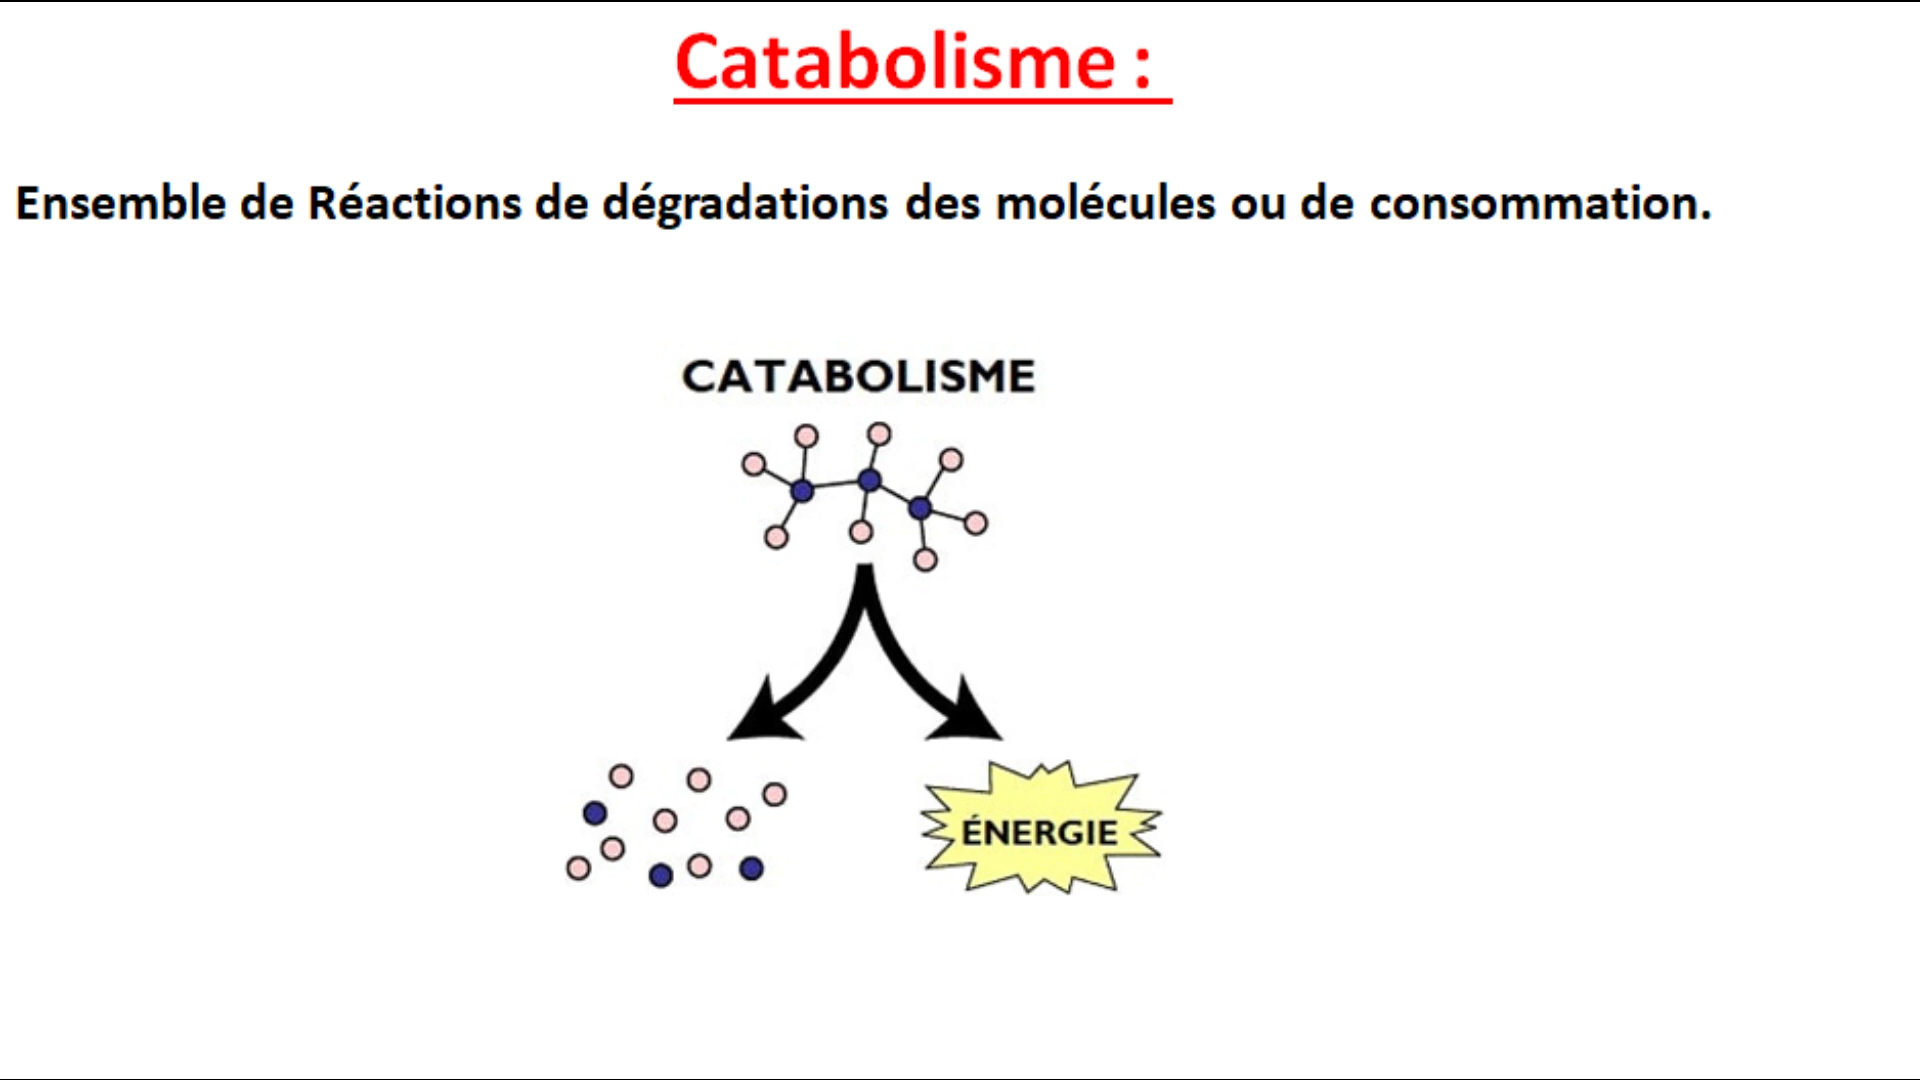 Catabolisme :
Ensemble de Réactions de dégradations des molécules ou de consommation.
CATABOLISME
ÉNERGIE